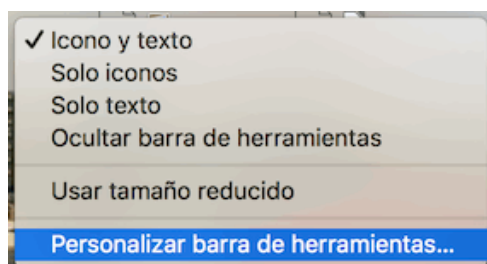 ✓ Icono y texto
Solo iconos
Solo texto
Ocultar barra de herramientas
Usar tamaño reducido
Personalizar barra de herramientas...